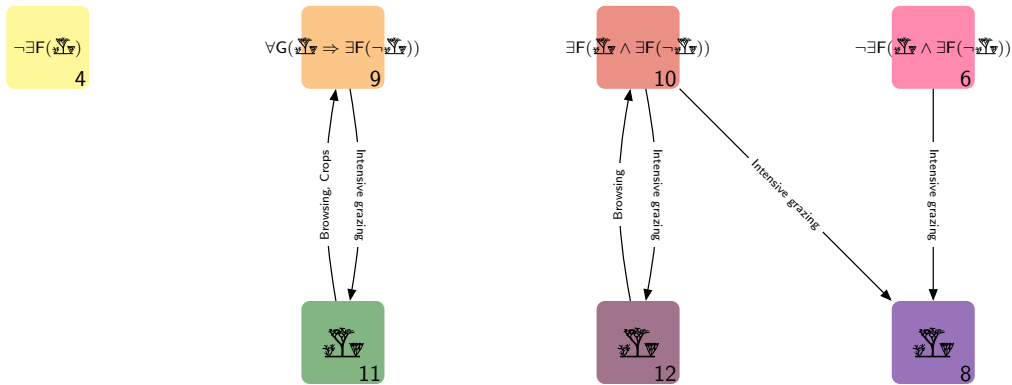 ¬∃F( )
4
∀G( ⇒ ∃F(¬ ))
9
∃F( ∧ ∃F(¬ ))
10
¬∃F( ∧ ∃F(¬ ))
6
Browsing, Crops
Intensive grazing
Browsing
Intensive grazing
Intensive grazing
Intensive grazing
11
12
8